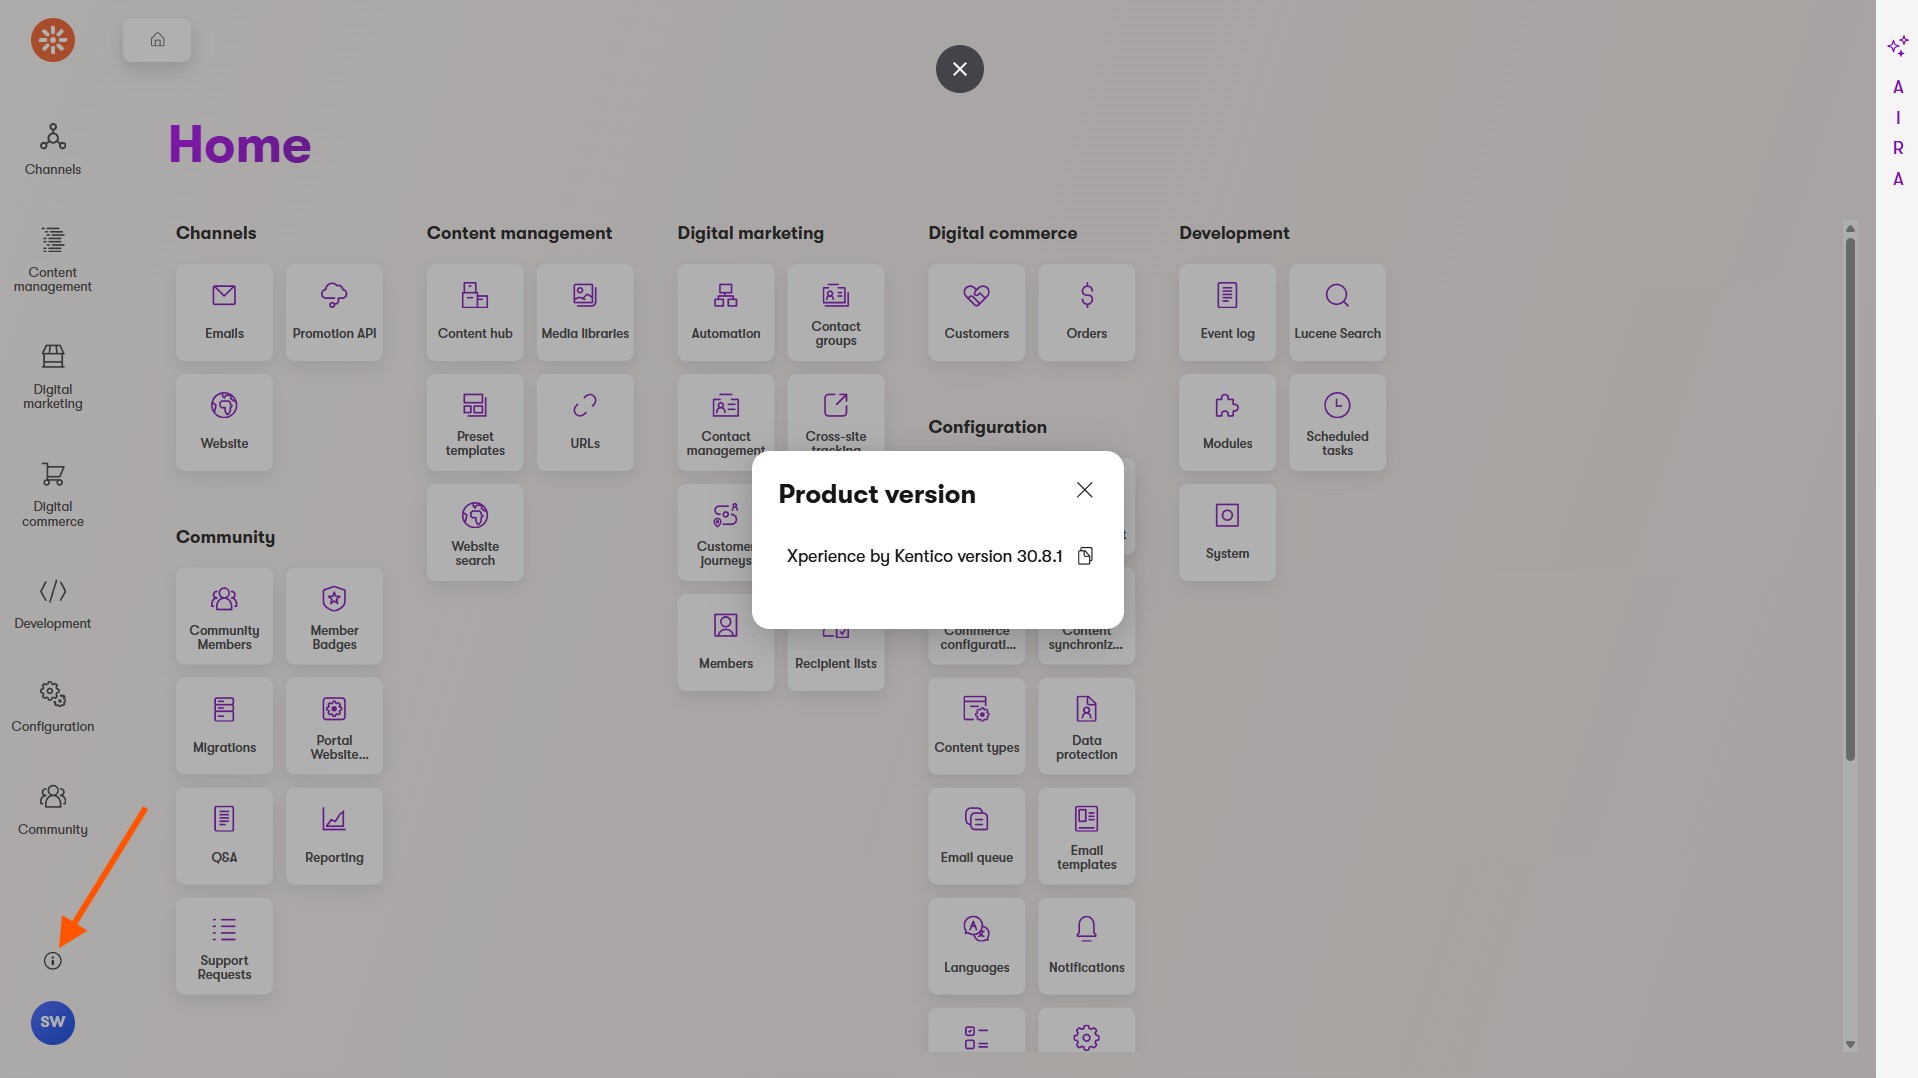 Home
Channels
Content
management
Digital
marketing
Digital
commerce
Development
Configuration
Community
SW
Channels
Emails
Promotion API
Website
Community
Community
Members
Member
Badges
Migrations
Portal
Website...
Q&A
Reporting
Support
Requests
Content management
Content hub
Media libraries
Preset
templates
URLs
Website
search
Digital marketing
Automation
Contact
groups
Contact
management
Cross-site
tracking
Customer
journeys
Members
Recipient lists
Digital commerce
Customers
Orders
Configuration
Commerce
configurati...
Content
synchroniz...
Content types
Data
protection
Email queue
Email
templates
Languages
Notifications
Development
Event log
Lucene Search
Modules
Scheduled
tasks
System
Product version
Xperience by Kentico version 30.8.1
A
I
R
A